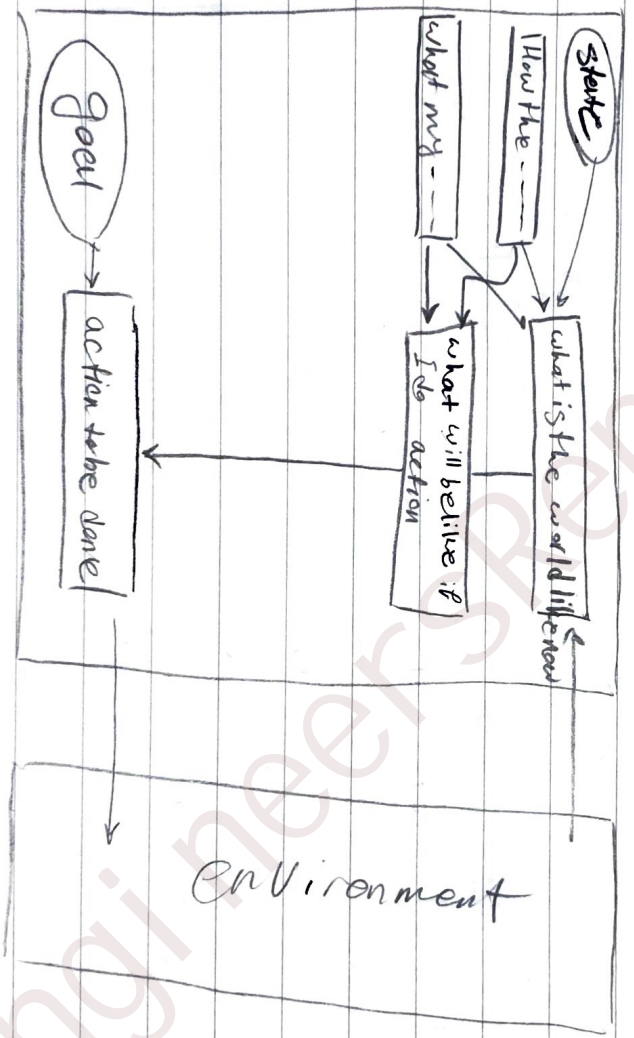 State
How the ----
what my ----
what is the world like now
what will be like if
I do action
goal
action to be done
environment